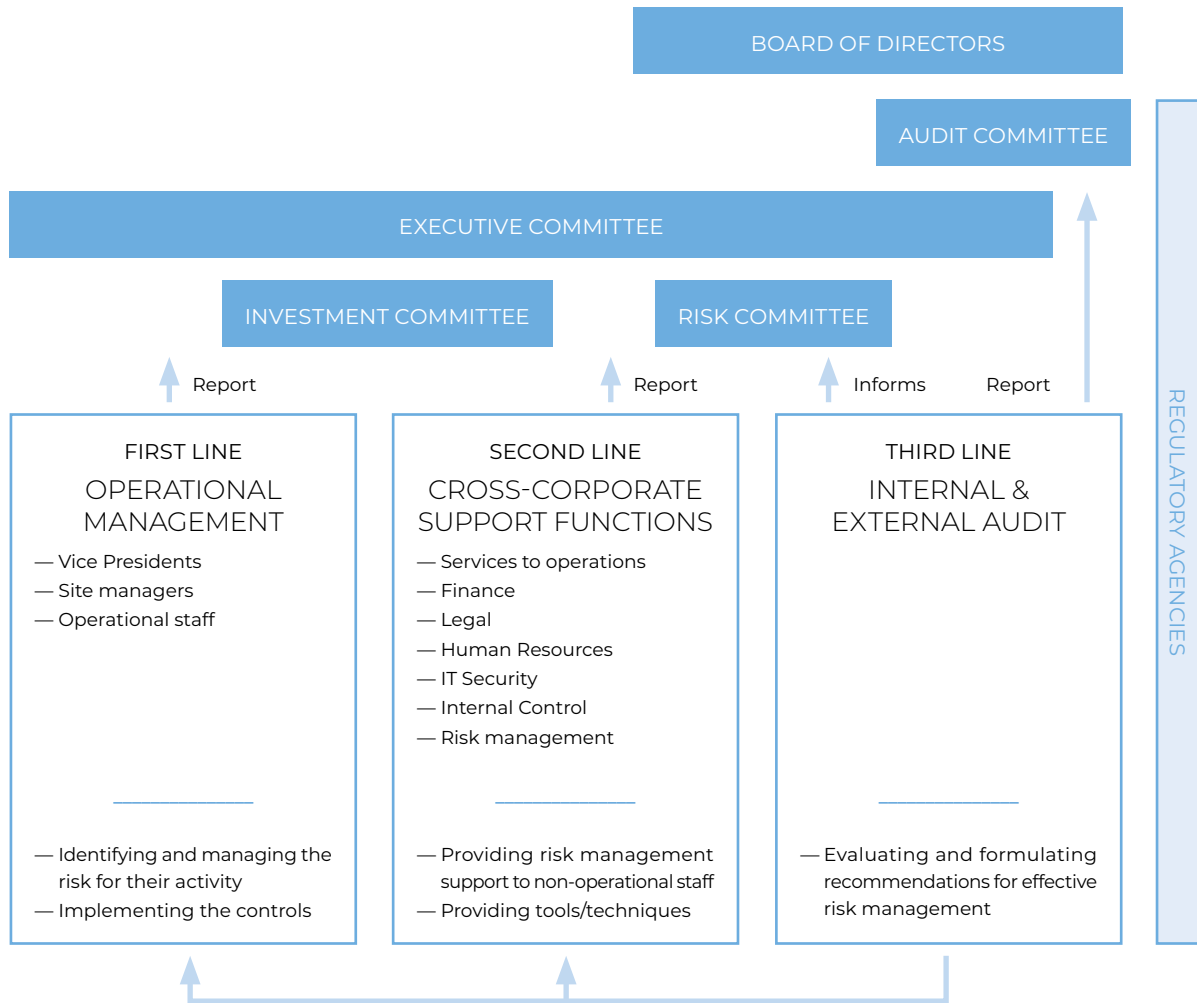 BOARD OF DIRECTORS
AUDIT COMMITTEE
EXECUTIVE COMMITTEE
INVESTMENT COMMITTEE
RISK COMMITTEE
Report
Report
Informs
Report
FIRST LINE
OPERATIONAL
MANAGEMENT
— Vice Presidents
— Site managers
— Operational staff
— Identifying and managing the
risk for their activity
— Implementing the controls
SECOND LINE
CROSS-CORPORATE
SUPPORT FUNCTIONS
— Services to operations
— Finance
— Legal
— Human Resources
— IT Security
— Internal Control
— Risk management
— Providing risk management
support to non-operational staff
— Providing tools/techniques
THIRD LINE
INTERNAL &
EXTERNAL AUDIT
— Evaluating and formulating
recommendations for effective
risk management
REGULATORY AGENCIES